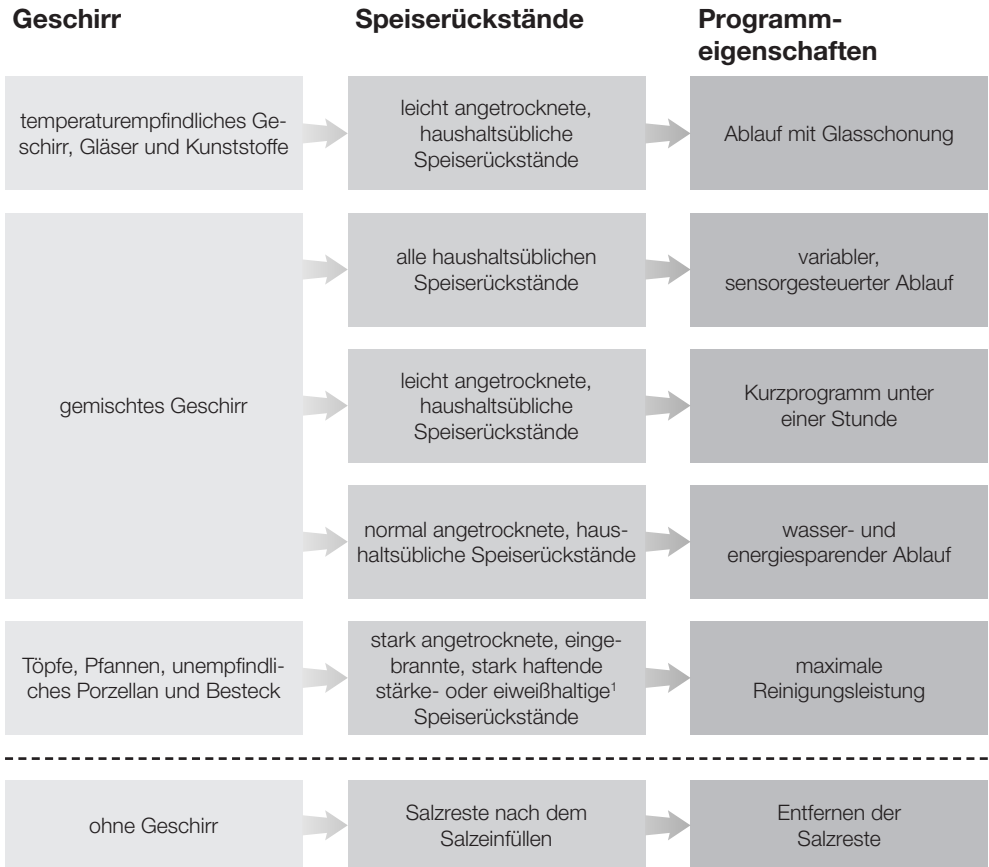 Geschirr
Speiserückstände
Programm-
eigenschaften
temperaturempfindliches Ge-
schirr, Gläser und Kunststoffe
leicht angetrocknete,
haushaltsübliche
Speiserückstände
Ablauf mit Glasschonung
gemischtes Geschirr
alle haushaltsüblichen
Speiserückstände
variabler,
sensorgesteuerter Ablauf
leicht angetrocknete,
haushaltsübliche
Speiserückstände
Kurzprogramm unter
einer Stunde
normal angetrocknete, haus-
haltsübliche Speiserückstände
wasser- und
energiesparender Ablauf
Töpfe, Pfannen, unempfindli-
ches Porzellan und Besteck
stark angetrocknete, einge-
brannte, stark haftende
stärke- oder eiweißhaltige¹
Speiserückstände
maximale
Reinigungsleistung
ohne Geschirr
Salzreste nach dem
Salzeinfüllen
Entfernen der
Salzreste